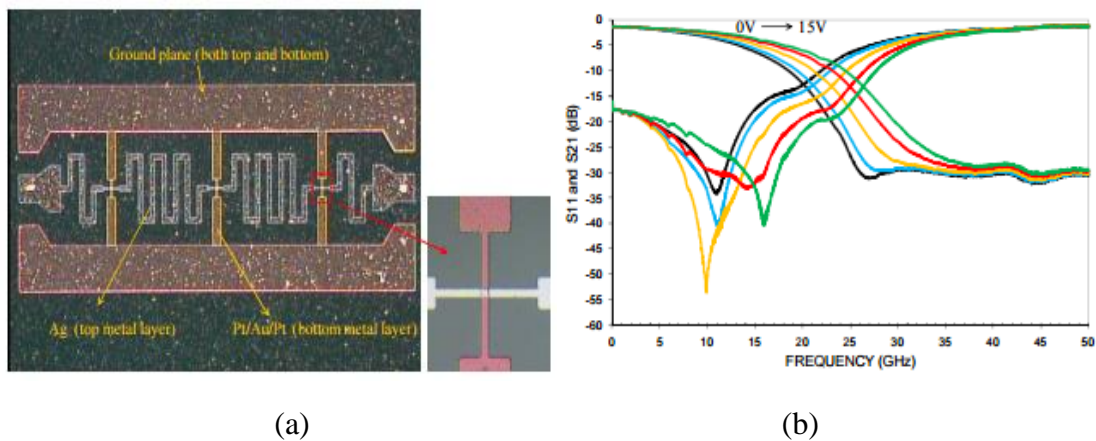 Ground plane (both top and bottom)
Ag (top metal layer)
Pt/Au/Pt (bottom metal layer)
(a)
0V → 15V
S11 and S21 (dB)
0
-5
-10
-15
-20
-25
-30
-35
-40
-45
-50
-55
-60
0 5 10 15 20 25 30 35 40 45 50
FREQUENCY (GHz)
(b)